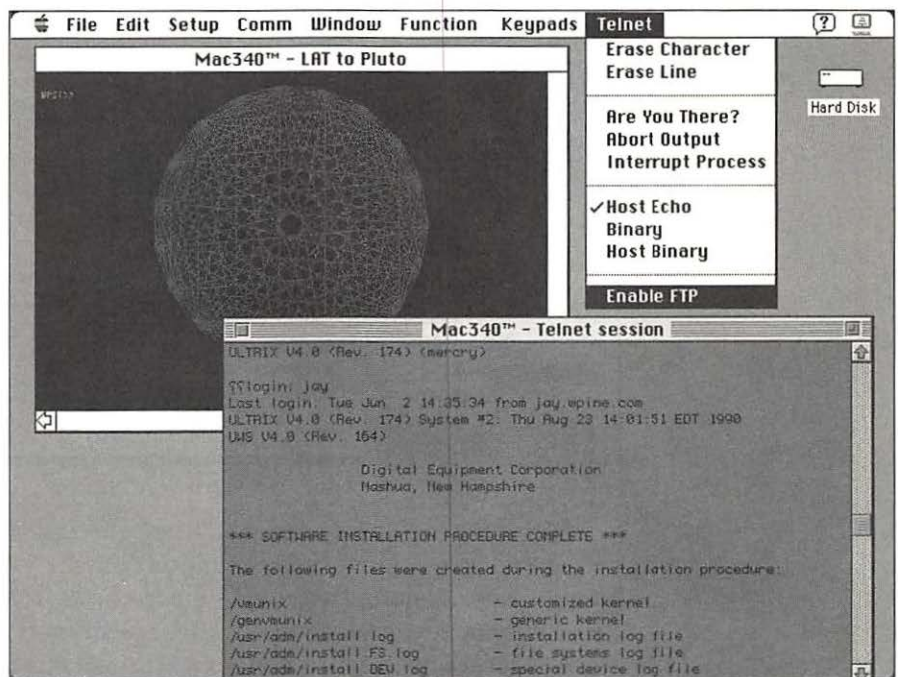 File Edit Setup Comm Window Function Keypads Telnet
Mac340™ - LAT to Pluto
Erase Character
Erase Line
Are You There?
Abort Output
Interrupt Process
✓Host Echo
Binary
Host Binary
Enable FTP
Hard Disk
Mac340™ - Telnet session
ULTRIX V4.0 (Rev. 174) (mercry)
login: jay
Last login: Tue Jun 2 14:35:34 from jay.wpine.com
ULTRIX V4.0 (Rev. 174) System #2: Thu Aug 23 14:01:51 EDT 1990
UWS V4.0 (Rev. 164)
Digital Equipment Corporation
Nashua, New Hampshire
*** SOFTWARE INSTALLATION PROCEDURE COMPLETE ***
The following files were created during the installation procedure:
/vmunix - customized kernel
/genvmunix - generic kernel
/usr/adm/install.log - installation log file
/usr/adm/install.FS.log - file systems log file
/usr/adm/install.DEV.log - special device log file